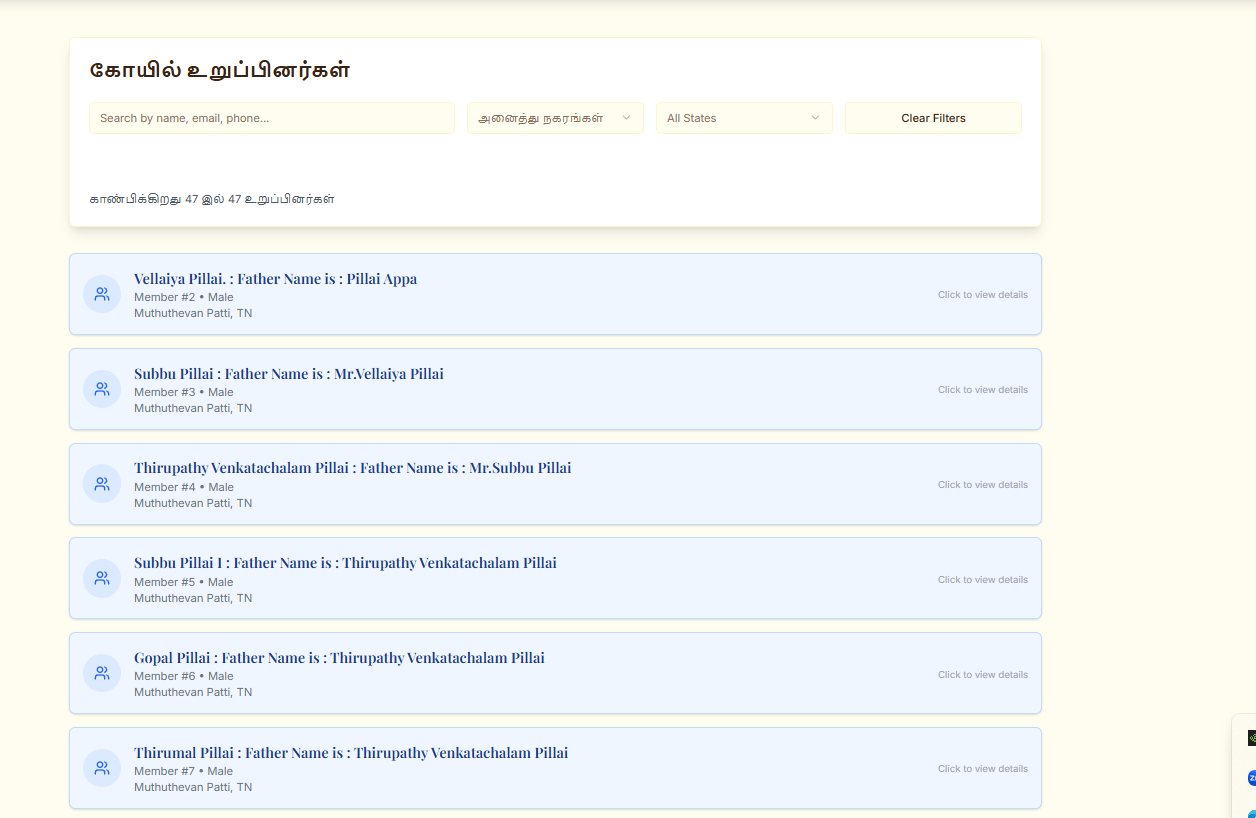 கோயில் உறுப்பினர்கள்
Search by name, email, phone...
அனைத்து நகரங்கள்
All States
Clear Filters
காண்பிக்கிறது 47 இல் 47 உறுப்பினர்கள்
Vellaiya Pillai. : Father Name is : Pillai Appa
Member #2 • Male
Muthuthevan Patti, TN
Click to view details
Subbu Pillai : Father Name is : Mr.Vellaiya Pillai
Member #3 • Male
Muthuthevan Patti, TN
Click to view details
Thirupathy Venkatachalam Pillai : Father Name is : Mr.Subbu Pillai
Member #4 • Male
Muthuthevan Patti, TN
Click to view details
Subbu Pillai I : Father Name is : Thirupathy Venkatachalam Pillai
Member #5 • Male
Muthuthevan Patti, TN
Click to view details
Gopal Pillai : Father Name is : Thirupathy Venkatachalam Pillai
Member #6 • Male
Muthuthevan Patti, TN
Click to view details
Thirumal Pillai : Father Name is : Thirupathy Venkatachalam Pillai
Member #7 • Male
Muthuthevan Patti, TN
Click to view details